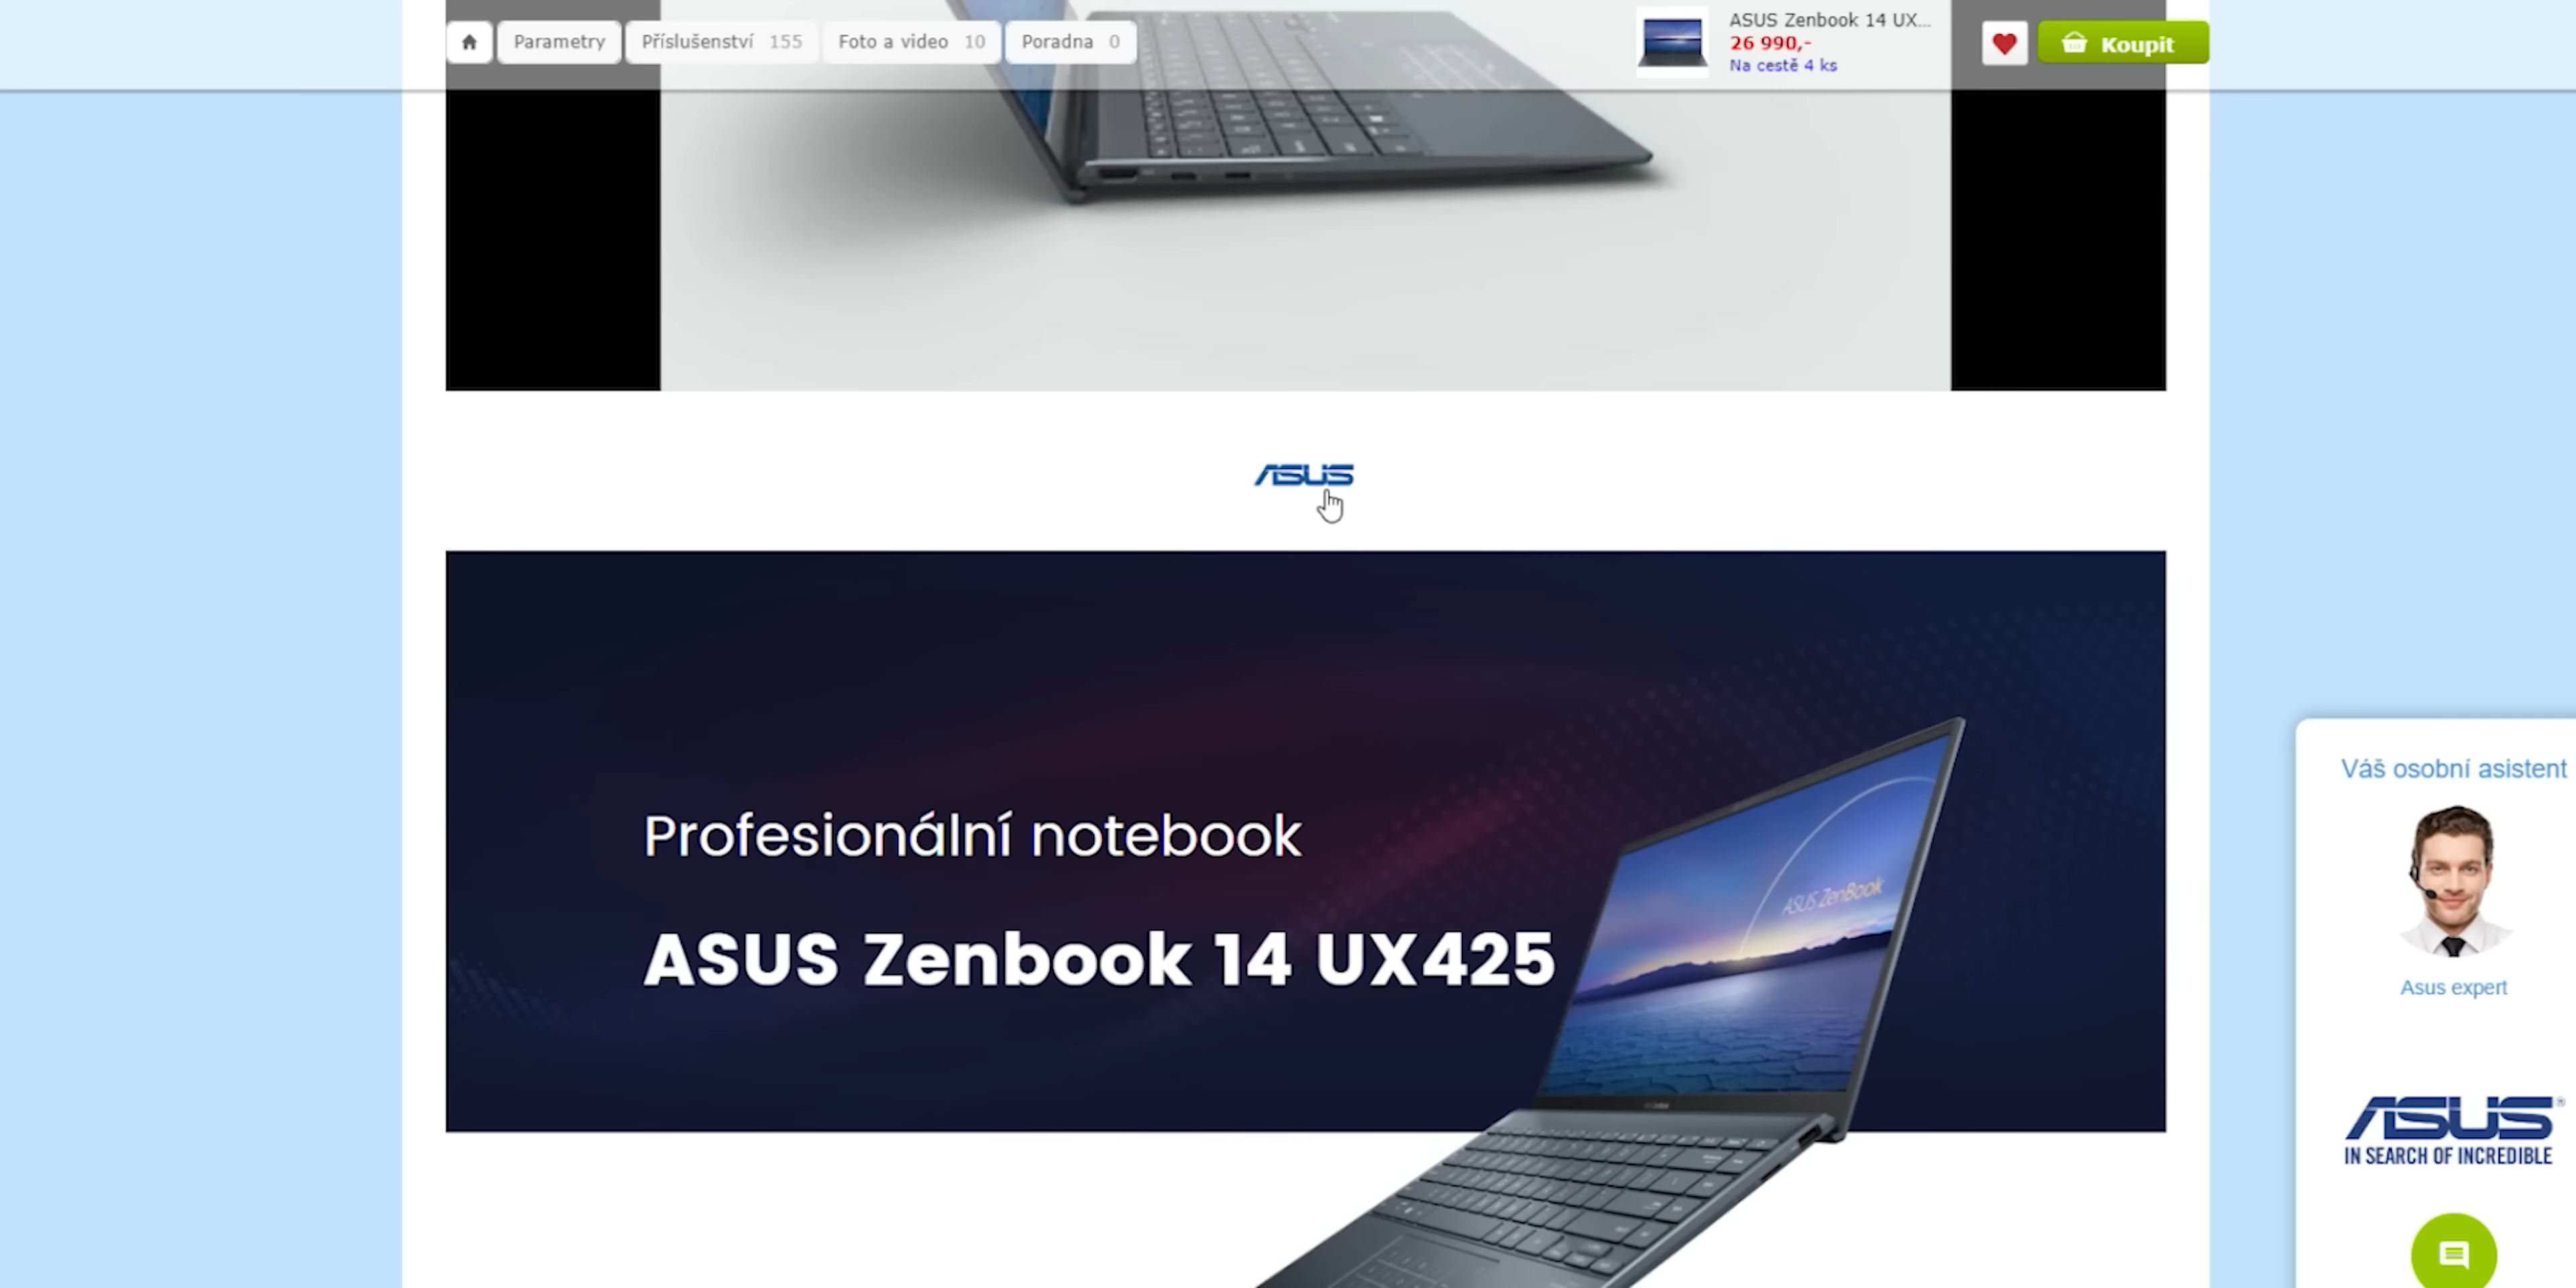 Parametry
Příslušenství 155
Foto a video 10
Poradna 0
ASUS Zenbook 14 UX...
26 990,-
Na cestě 4 ks
Koupit
ASUS
Profesionální notebook
ASUS Zenbook 14 UX425
ASUS ZenBook
Váš osobní asistent
Asus expert
ASUS®
IN SEARCH OF INCREDIBLE